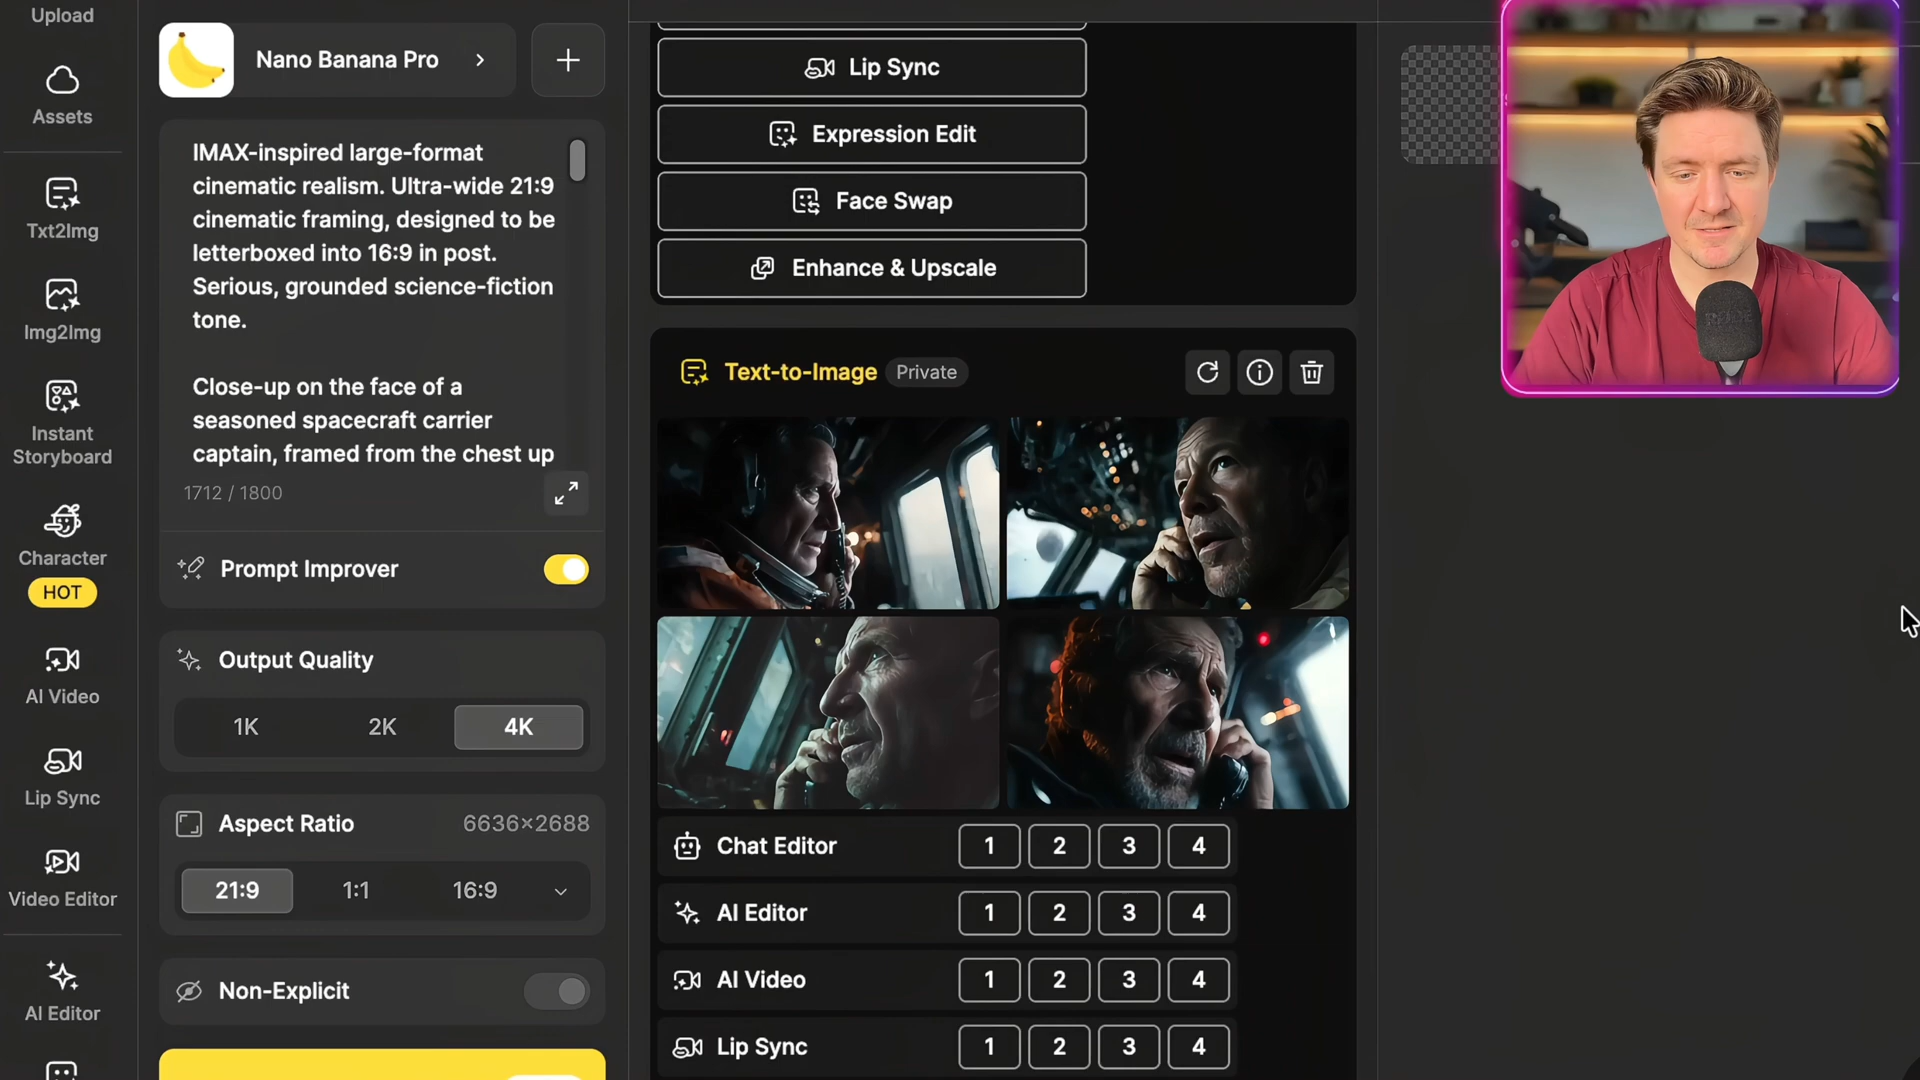 Upload
Assets
Txt2Img
Img2Img
Instant
Storyboard
Character
HOT
AI Video
Lip Sync
Video Editor
AI Editor
Nano Banana Pro
IMAX-inspired large-format
cinematic realism. Ultra-wide 21:9
cinematic framing, designed to be
letterboxed into 16:9 in post.
Serious, grounded science-fiction
tone.
Close-up on the face of a
seasoned spacecraft carrier
captain, framed from the chest up
1712 / 1800
Prompt Improver
Output Quality
1K 2K 4K
Aspect Ratio 6636×2688
21:9 1:1 16:9
Non-Explicit
Lip Sync
Expression Edit
Face Swap
Enhance & Upscale
Text-to-Image Private
Chat Editor 1 2 3 4
AI Editor 1 2 3 4
AI Video 1 2 3 4
Lip Sync 1 2 3 4
RODE